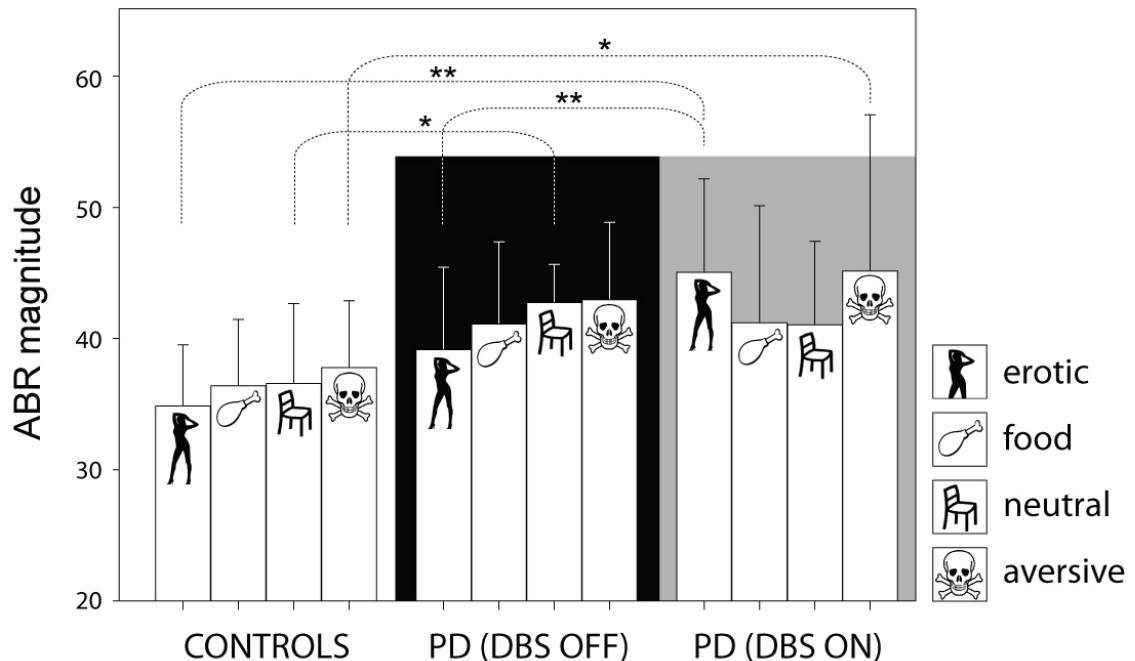 ABR magnitude
60
50
40
30
20
*
**
**
*
CONTROLS
PD (DBS OFF)
PD (DBS ON)
erotic
food
neutral
aversive